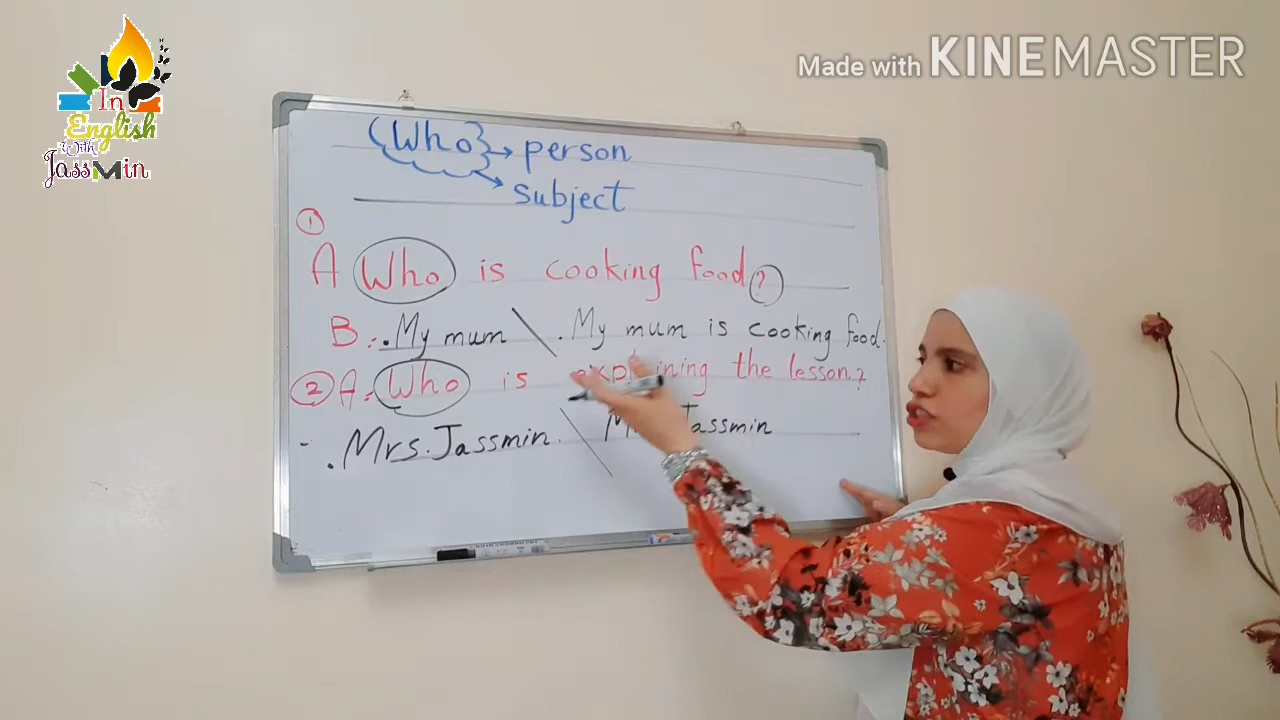 In
English
With
JassMin
Made with KINEMASTER
{Who} → person
→ subject
①
A Who is cooking food?
B:- .My mum \ .My mum is cooking food.
② A:- Who is explaining the lesson?
- .Mrs.Jassmin. \ Jassmin